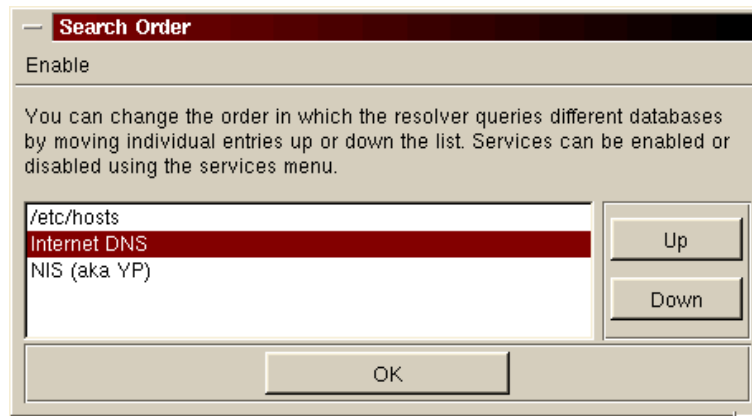 Search Order
Enable
You can change the order in which the resolver queries different databases
by moving individual entries up or down the list. Services can be enabled or
disabled using the services menu.
/etc/hosts
Internet DNS
NIS (aka YP)
Up
Down
OK